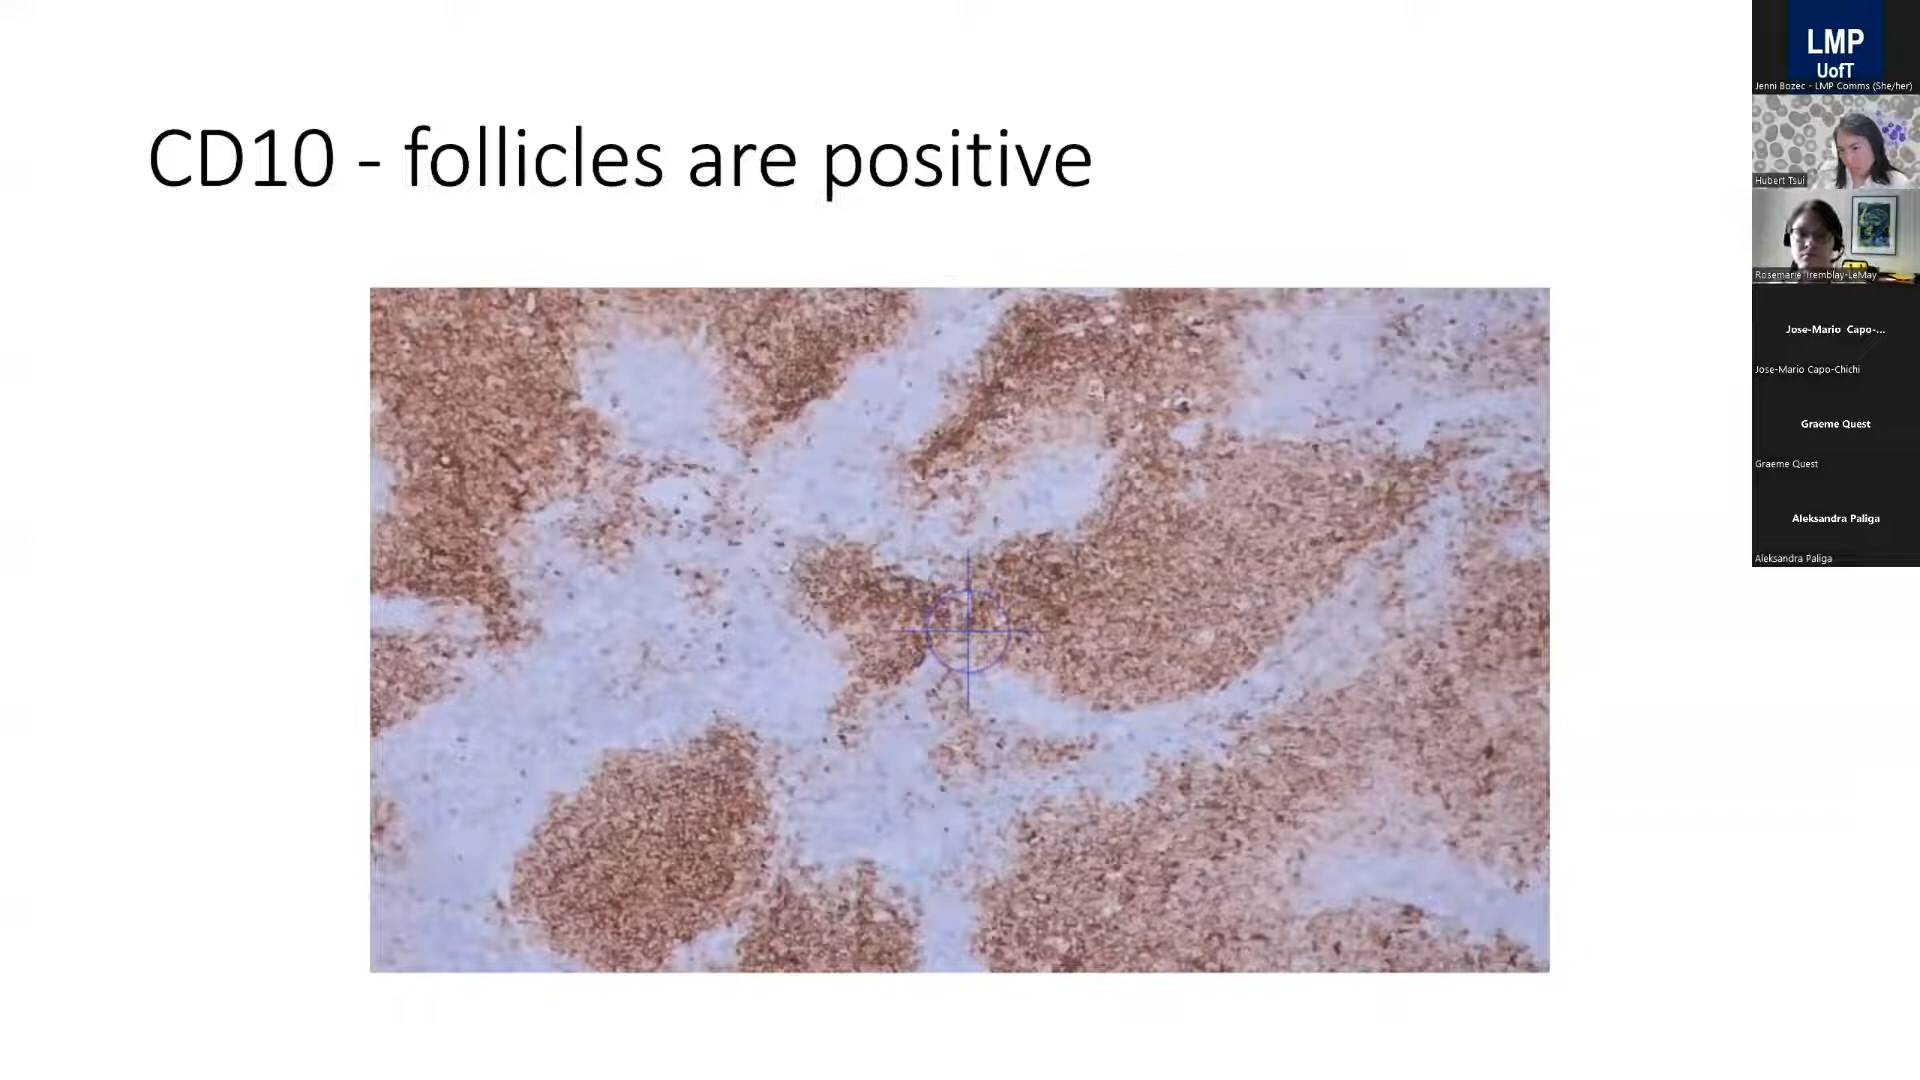 CD10 - follicles are positive
LMP
UofT
Jenni Bozec - LMP Comms (She/her)
Hubert Tsui
Rosemarie Tremblay-LeMay
Jose-Mario Capo-...
Jose-Mario Capo-Chichi
Graeme Quest
Graeme Quest
Aleksandra Paliga
Aleksandra Paliga